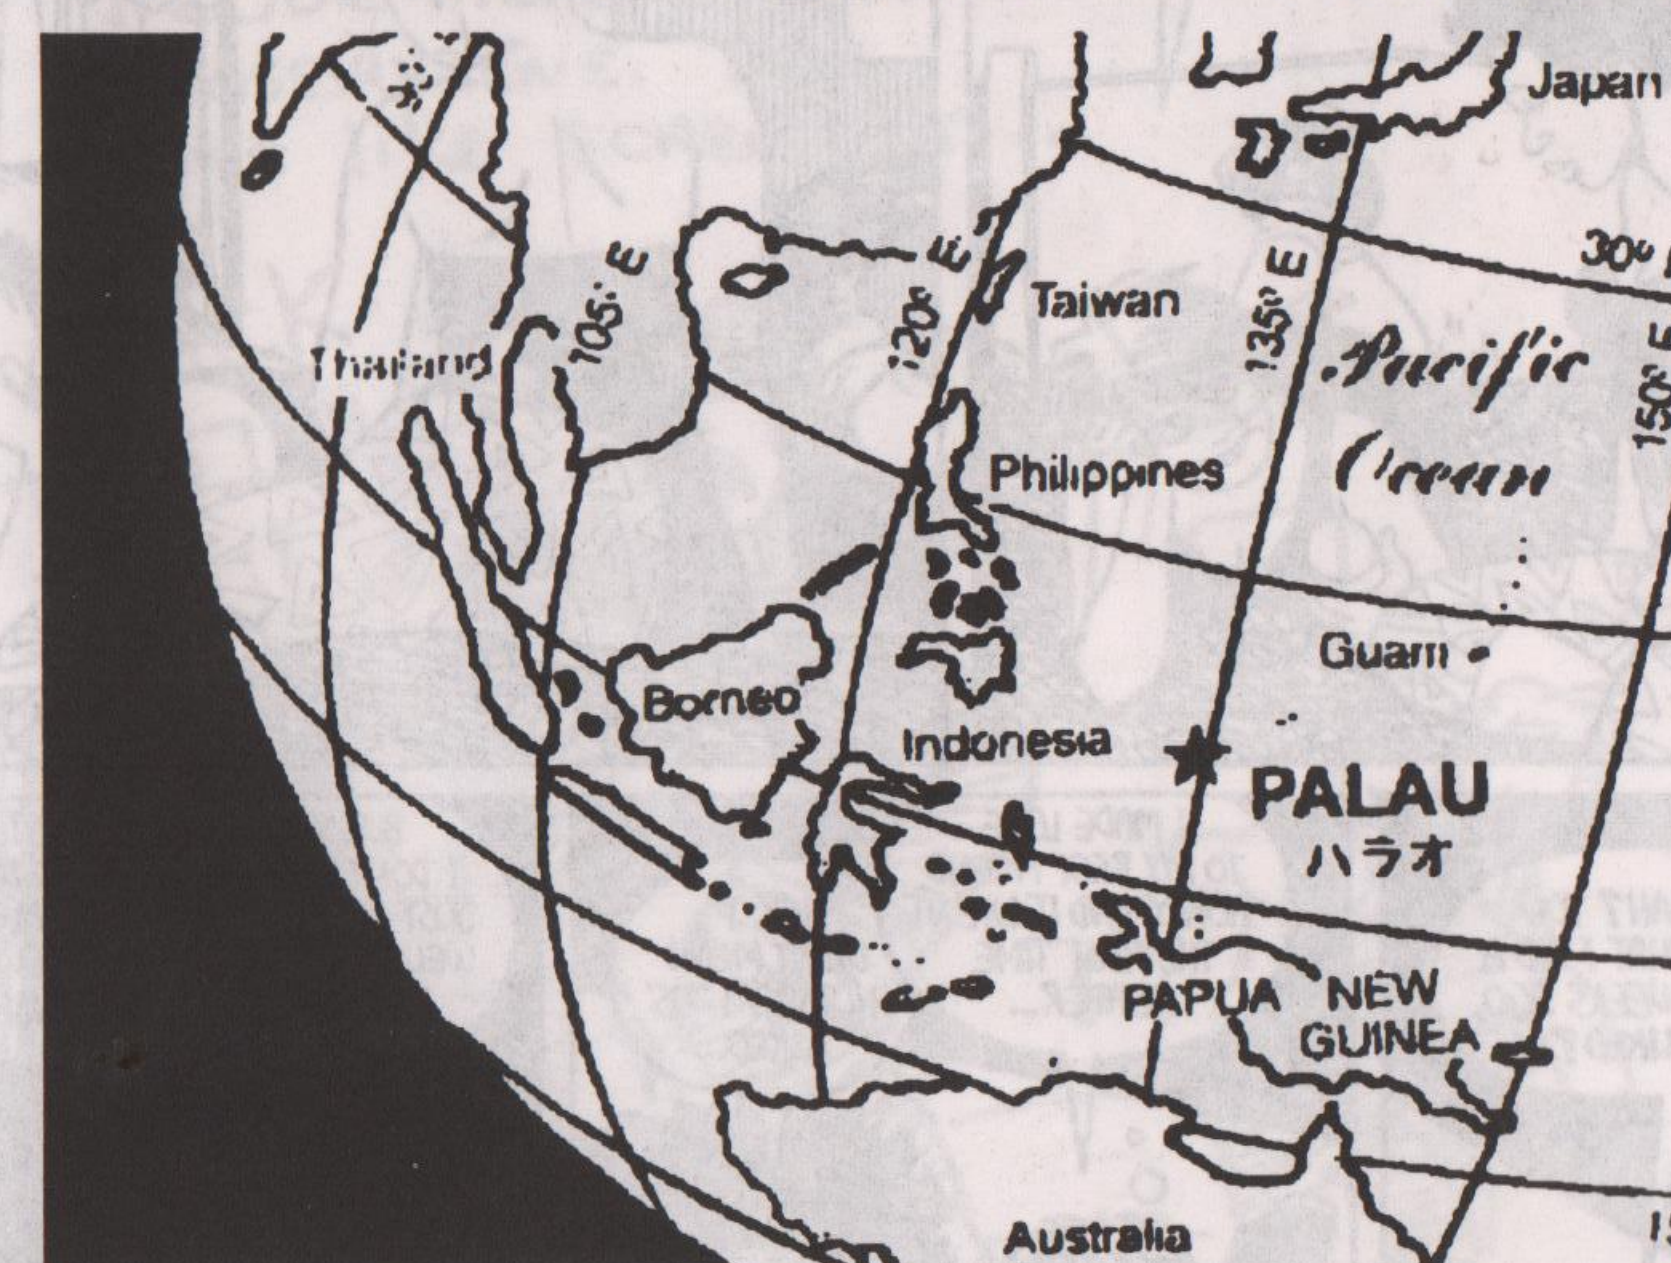 Japan
30°
105° E
120° E
135° E
150° E
Taiwan
Thailand
Pacific
Ocean
Philippines
Guam
Borneo
Indonesia
PALAU
パラオ
PAPUA NEW
GUINEA
Australia